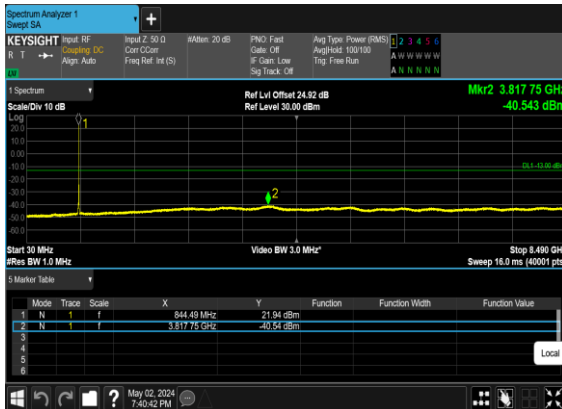 Spectrum Analyzer 1
Swept SA
+
KEYSIGHT Input: RF Input Z: 50 Ω #Atten: 20 dB PNO: Fast Avg Type: Power (RMS) 1 2 3 4 5 6
R T Coupling: DC Corr CCorr Gate: Off Avg|Hold: 100/100 A W W W W W
Align: Auto Freq Ref: Int (S) IF Gain: Low Trig: Free Run
Sig Track: Off A N N N N N
1 Spectrum
Scale/Div 10 dB
Ref Lvl Offset 24.92 dB
Ref Level 30.00 dBm
Mkr2 3.817 75 GHz
-40.543 dBm
Log
20.0
10.0
0.00
-10.0
-20.0
-30.0
-40.0
-50.0
-60.0
1
2
DL1 -13.00 dBm
Start 30 MHz Video BW 3.0 MHz* Stop 8.490 GHz
#Res BW 1.0 MHz Sweep 16.0 ms (40001 pts)
5 Marker Table
Mode Trace Scale X Y Function Function Width Function Value
1 N 1 f 844.49 MHz 21.94 dBm
2 N 1 f 3.817 75 GHz -40.54 dBm
3
4
5
6
Local
?
May 02, 2024
7:40:42 PM